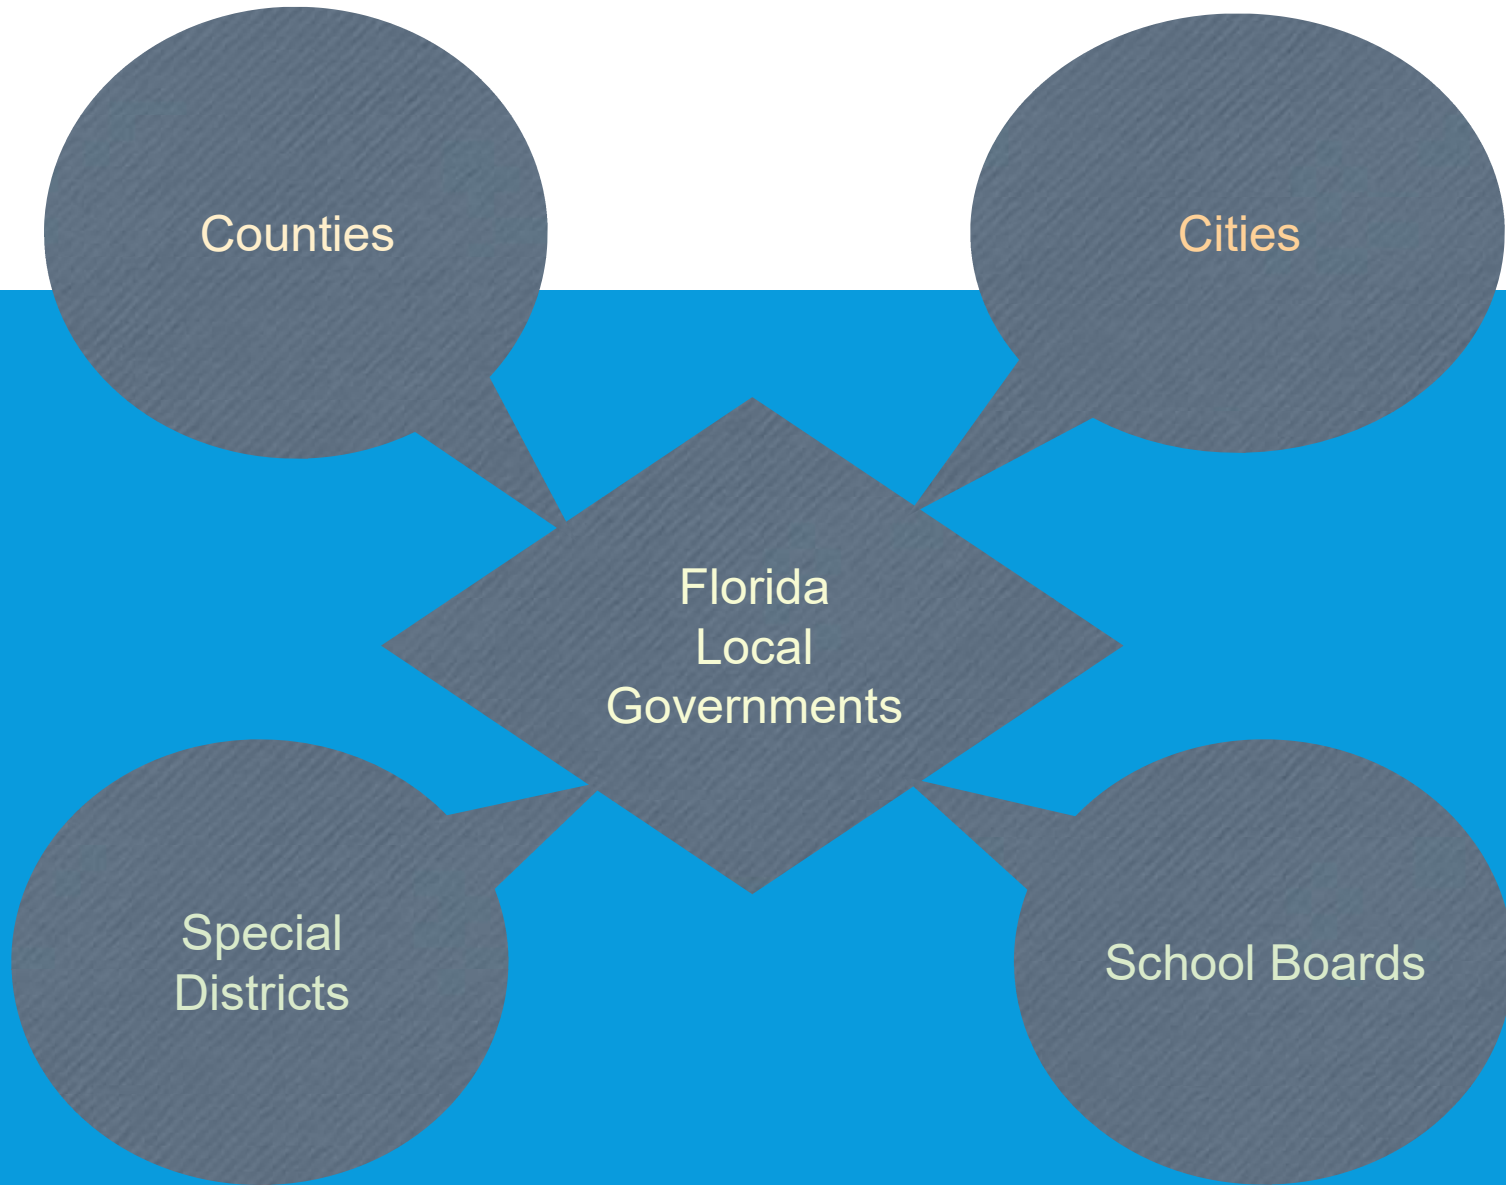 Counties
Cities
Florida
Local
Governments
Special
Districts
School Boards